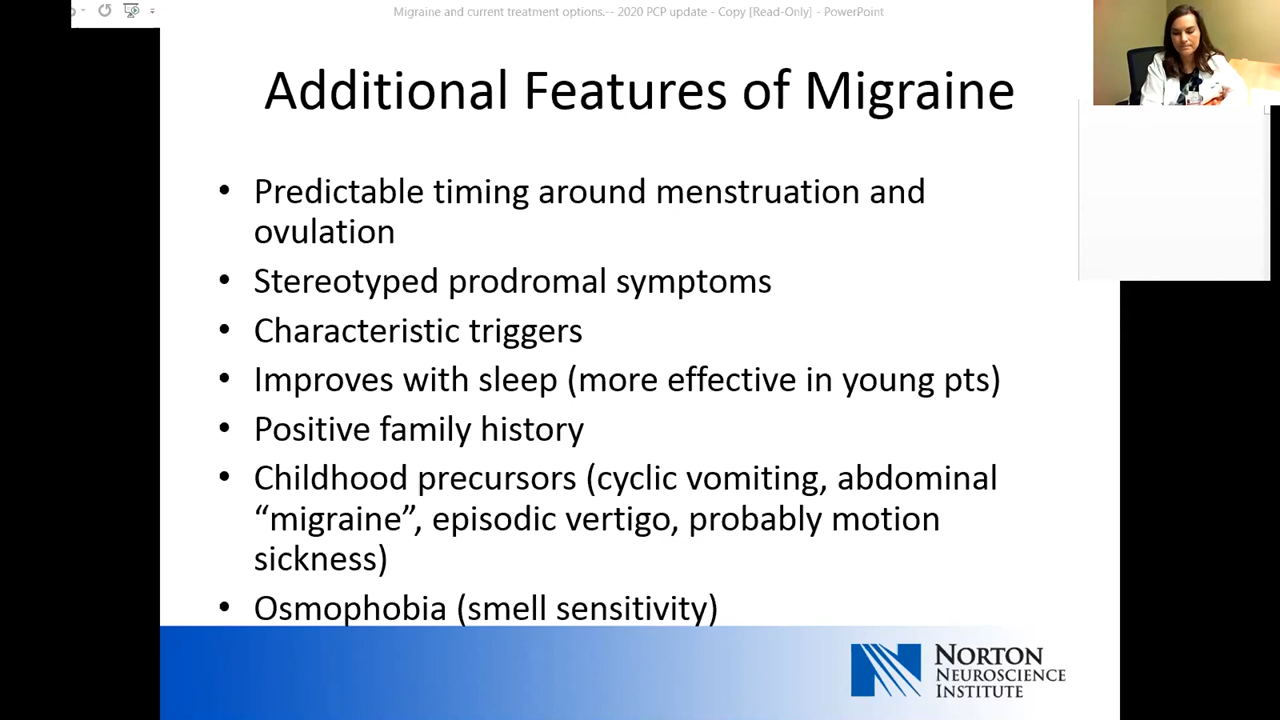 Migraine and current treatment options.-- 2020 PCP update - Copy [Read-Only] - PowerPoint
Additional Features of Migraine
• Predictable timing around menstruation and
ovulation
• Stereotyped prodromal symptoms
• Characteristic triggers
• Improves with sleep (more effective in young pts)
• Positive family history
• Childhood precursors (cyclic vomiting, abdominal
“migraine”, episodic vertigo, probably motion
sickness)
• Osmophobia (smell sensitivity)
NORTON
NEUROSCIENCE
INSTITUTE